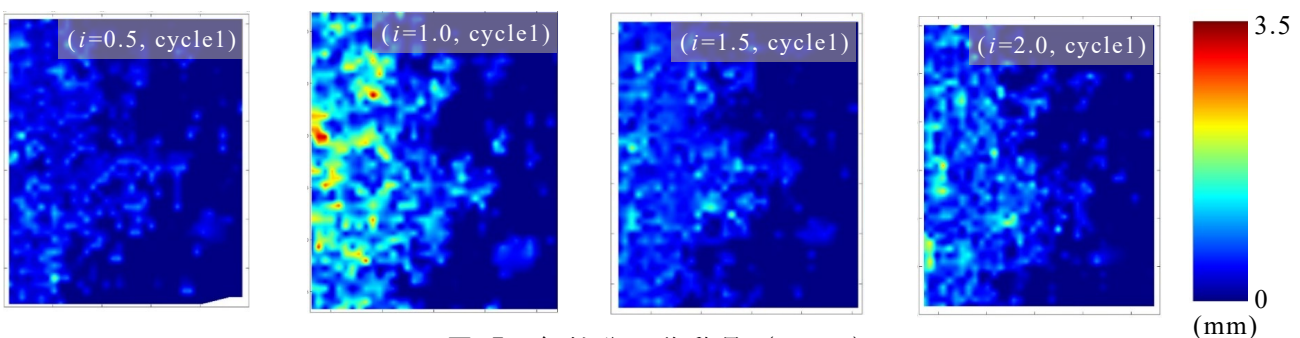 (i=0.5, cycle1)
(i=1.0, cycle1)
(i=1.5, cycle1)
(i=2.0, cycle1)
3.5
0
(mm)